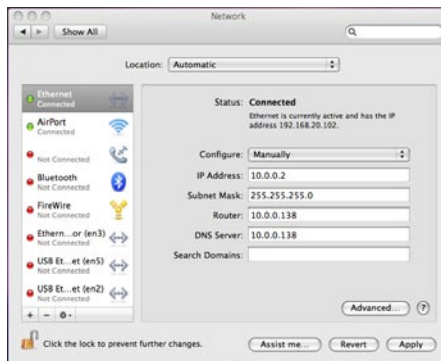 Network
Show All
Location: Automatic
Ethernet
Connected
AirPort
Connected
Not Connected
Bluetooth
Not Connected
FireWire
Not Connected
Ethern...or (en3)
Not Connected
USB Et...et (en5)
Not Connected
USB Et...et (en2)
Not Connected
Status: Connected
Ethernet is currently active and has the IP
address 192.168.20.102.
Configure: Manually
IP Address: 10.0.0.2
Subnet Mask: 255.255.255.0
Router: 10.0.0.138
DNS Server: 10.0.0.138
Search Domains:
Advanced... ?
+ −
Click the lock to prevent further changes.
Assist me... Revert Apply